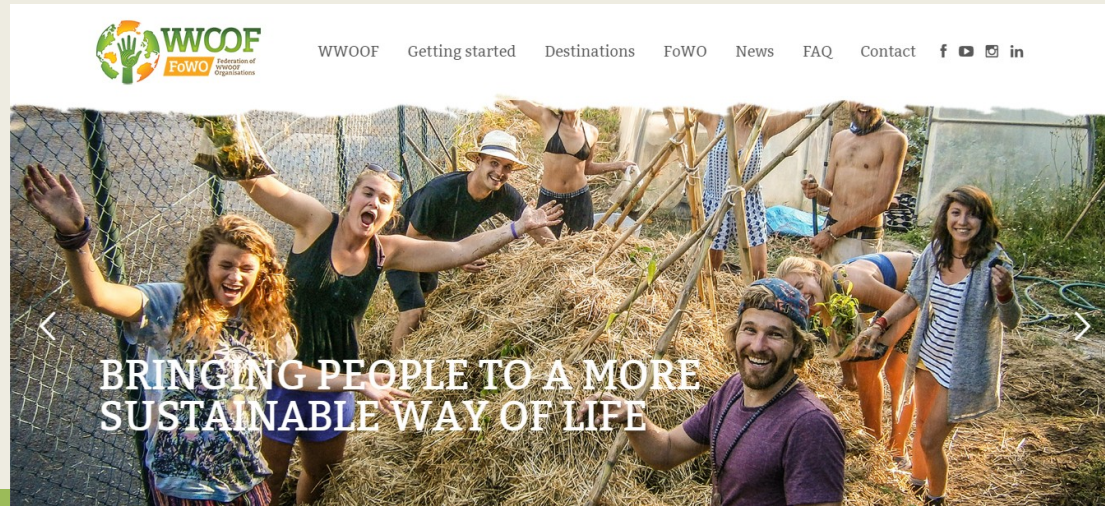 WWOOF
FoWO
Federation of
WWOOF
Organisations
WWOOF Getting started Destinations FoWO News FAQ Contact
BRINGING PEOPLE TO A MORE
SUSTAINABLE WAY OF LIFE